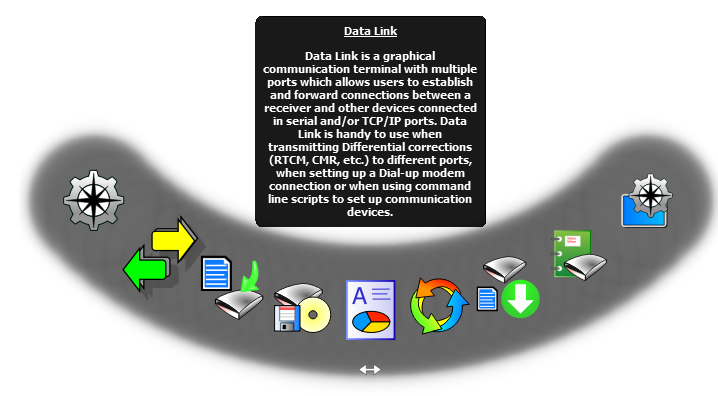 Data Link
Data Link is a graphical
communication terminal with multiple
ports which allows users to establish
and forward connections between a
receiver and other devices connected
in serial and/or TCP/IP ports. Data
Link is handy to use when
transmitting Differential corrections
(RTCM, CMR, etc.) to different ports,
when setting up a Dial-up modem
connection or when using command
line scripts to set up communication
devices.
A